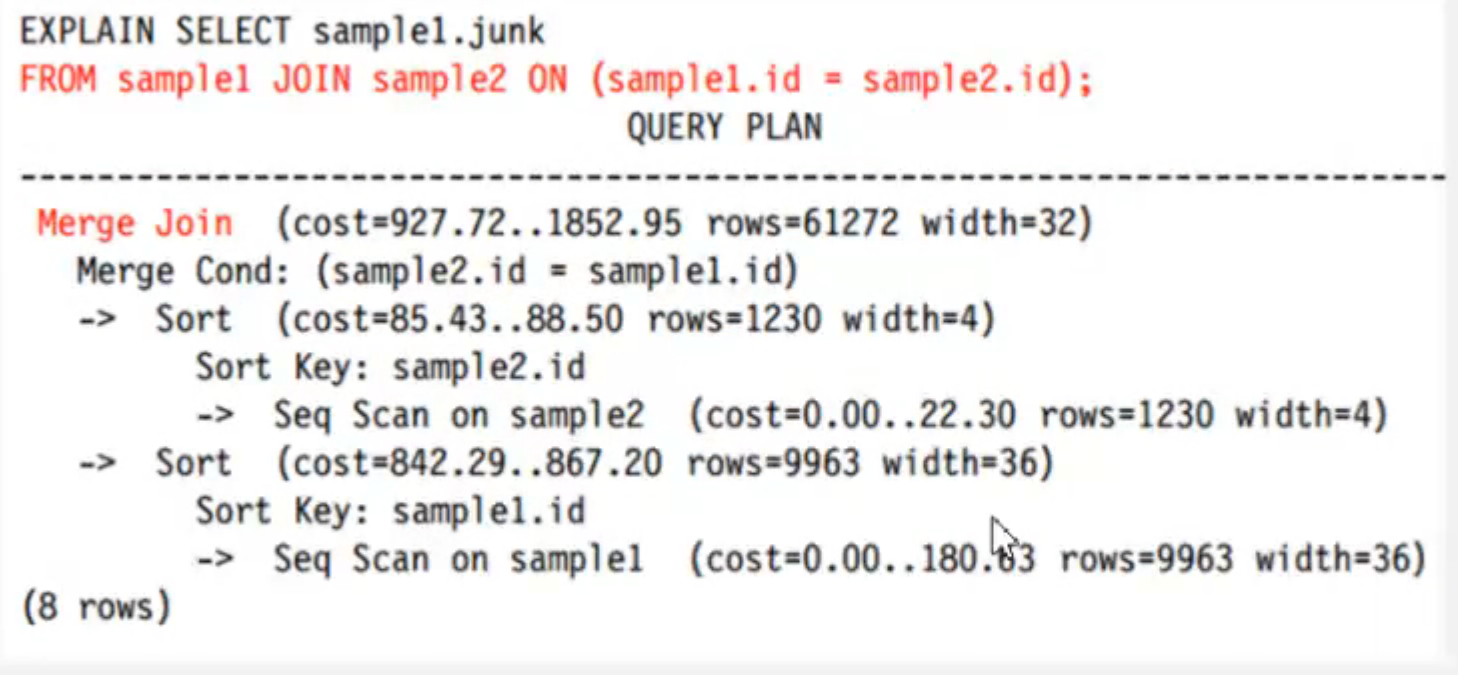 EXPLAIN SELECT sample1.junk
FROM sample1 JOIN sample2 ON (sample1.id = sample2.id);
QUERY PLAN
---------------------------------------------------------------------------
Merge Join (cost=927.72..1852.95 rows=61272 width=32)
Merge Cond: (sample2.id = sample1.id)
-> Sort (cost=85.43..88.50 rows=1230 width=4)
Sort Key: sample2.id
-> Seq Scan on sample2 (cost=0.00..22.30 rows=1230 width=4)
-> Sort (cost=842.29..867.20 rows=9963 width=36)
Sort Key: sample1.id
-> Seq Scan on sample1 (cost=0.00..180.63 rows=9963 width=36)
(8 rows)